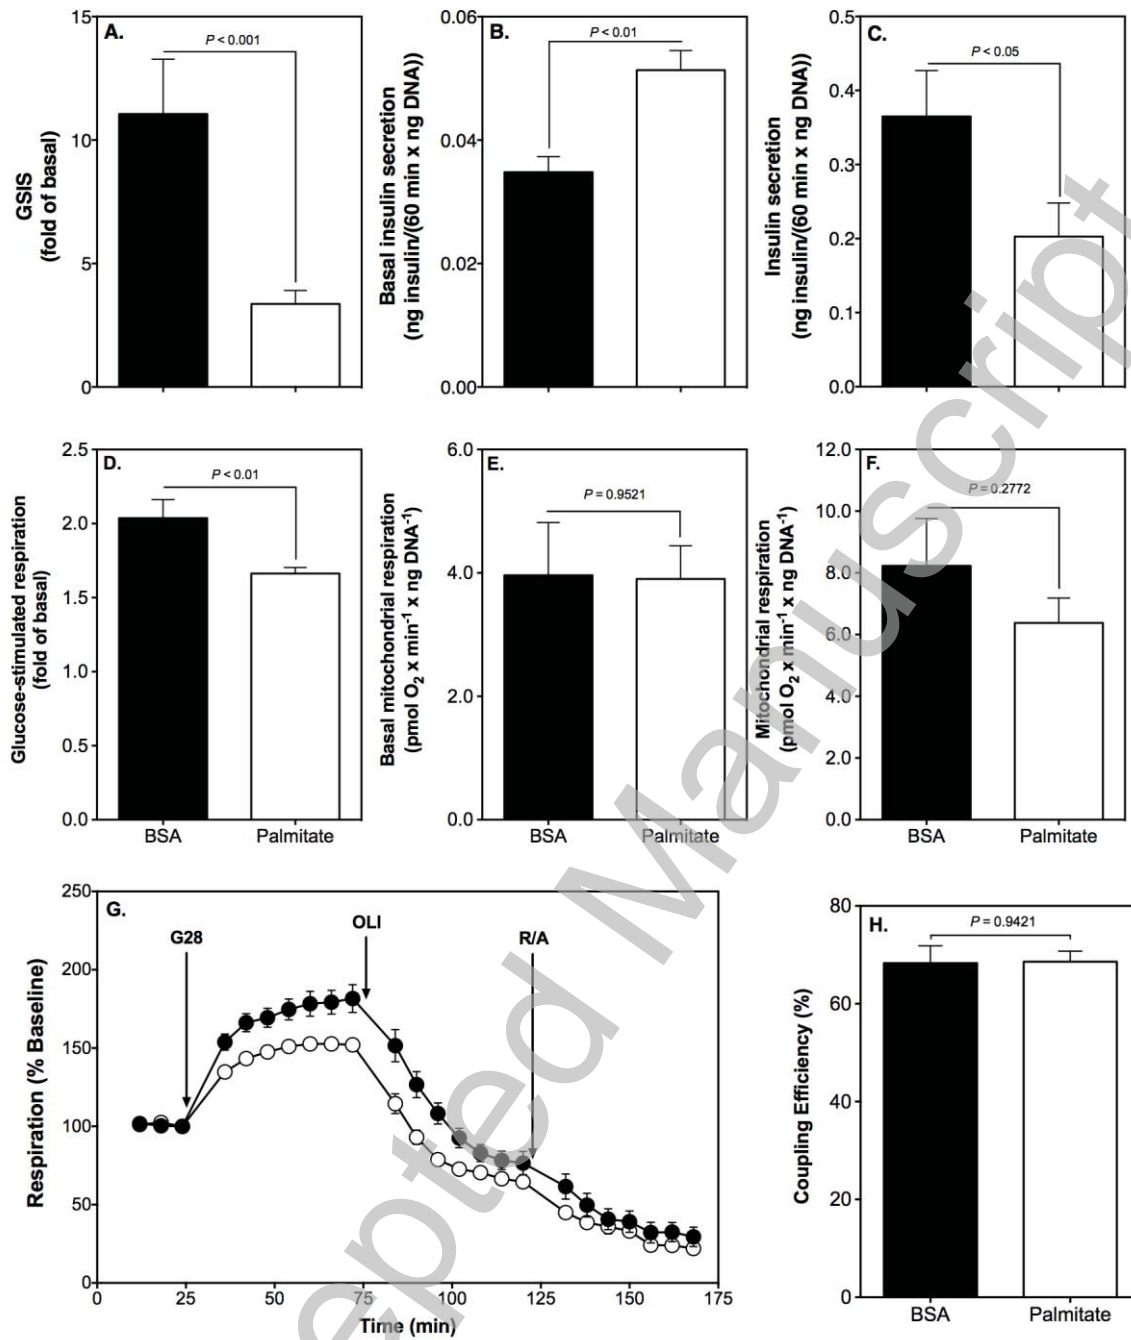 A.
P < 0.001
15
10
5
0
GSIS
(fold of basal)
B.
P < 0.01
0.06
0.04
0.02
0.00
Basal insulin secretion
(ng insulin/(60 min x ng DNA))
C.
P < 0.05
0.5
0.4
0.3
0.2
0.1
0.0
Insulin secretion
(ng insulin/(60 min x ng DNA))
D.
P < 0.01
2.5
2.0
1.5
1.0
0.5
0.0
Glucose-stimulated respiration
(fold of basal)
BSA Palmitate
E.
P = 0.9521
6.0
4.0
2.0
0.0
Basal mitochondrial respiration
(pmol O2 x min-1 x ng DNA-1)
BSA Palmitate
F.
P = 0.2772
12.0
10.0
8.0
6.0
4.0
2.0
0.0
Mitochondrial respiration
(pmol O2 x min-1 x ng DNA-1)
BSA Palmitate
G.
G28
OLI
R/A
250
200
150
100
50
0
Respiration (% Baseline)
0 25 50 75 100 125 150 175
Time (min)
H.
P = 0.9421
80
60
40
20
0
Coupling Efficiency (%)
BSA Palmitate
epted Manuscript